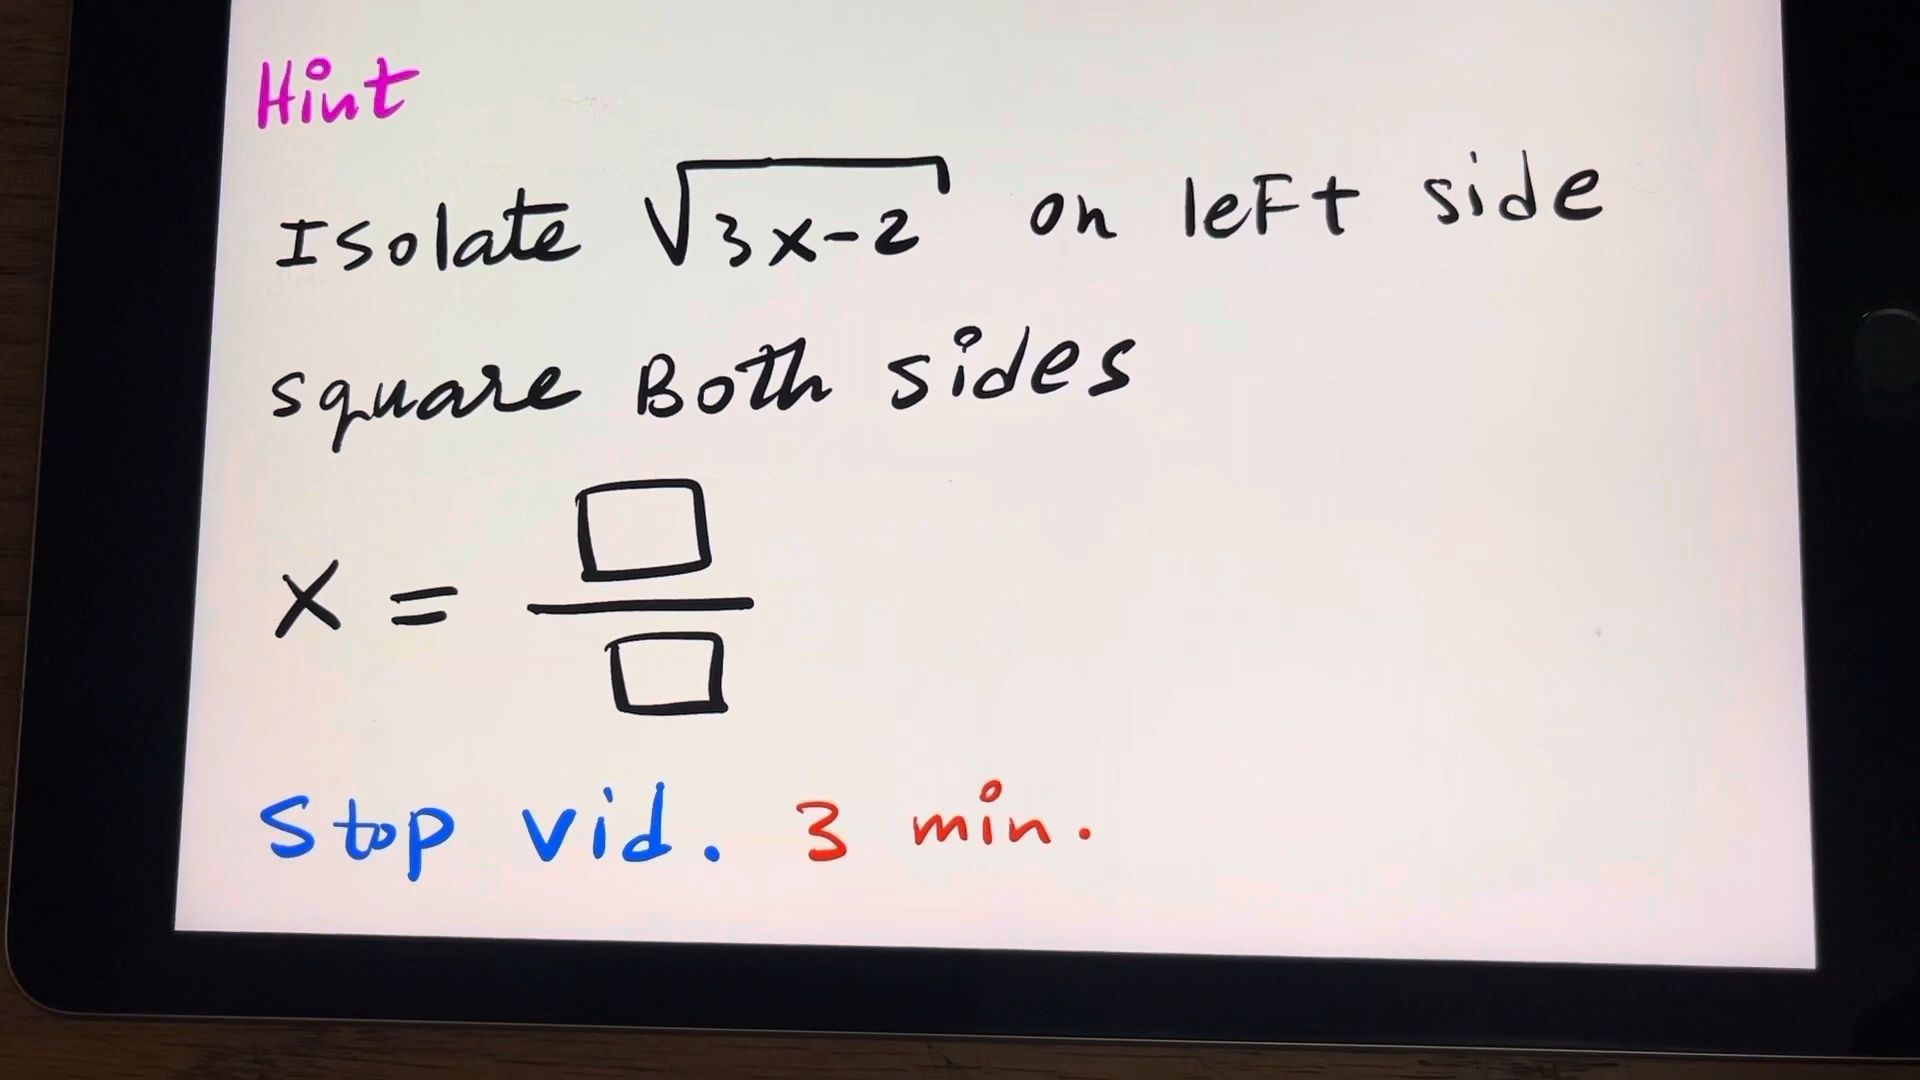 Hint
Isolate √3x-2 on left side
square Both sides
x = □/□
Stop vid. 3 min.